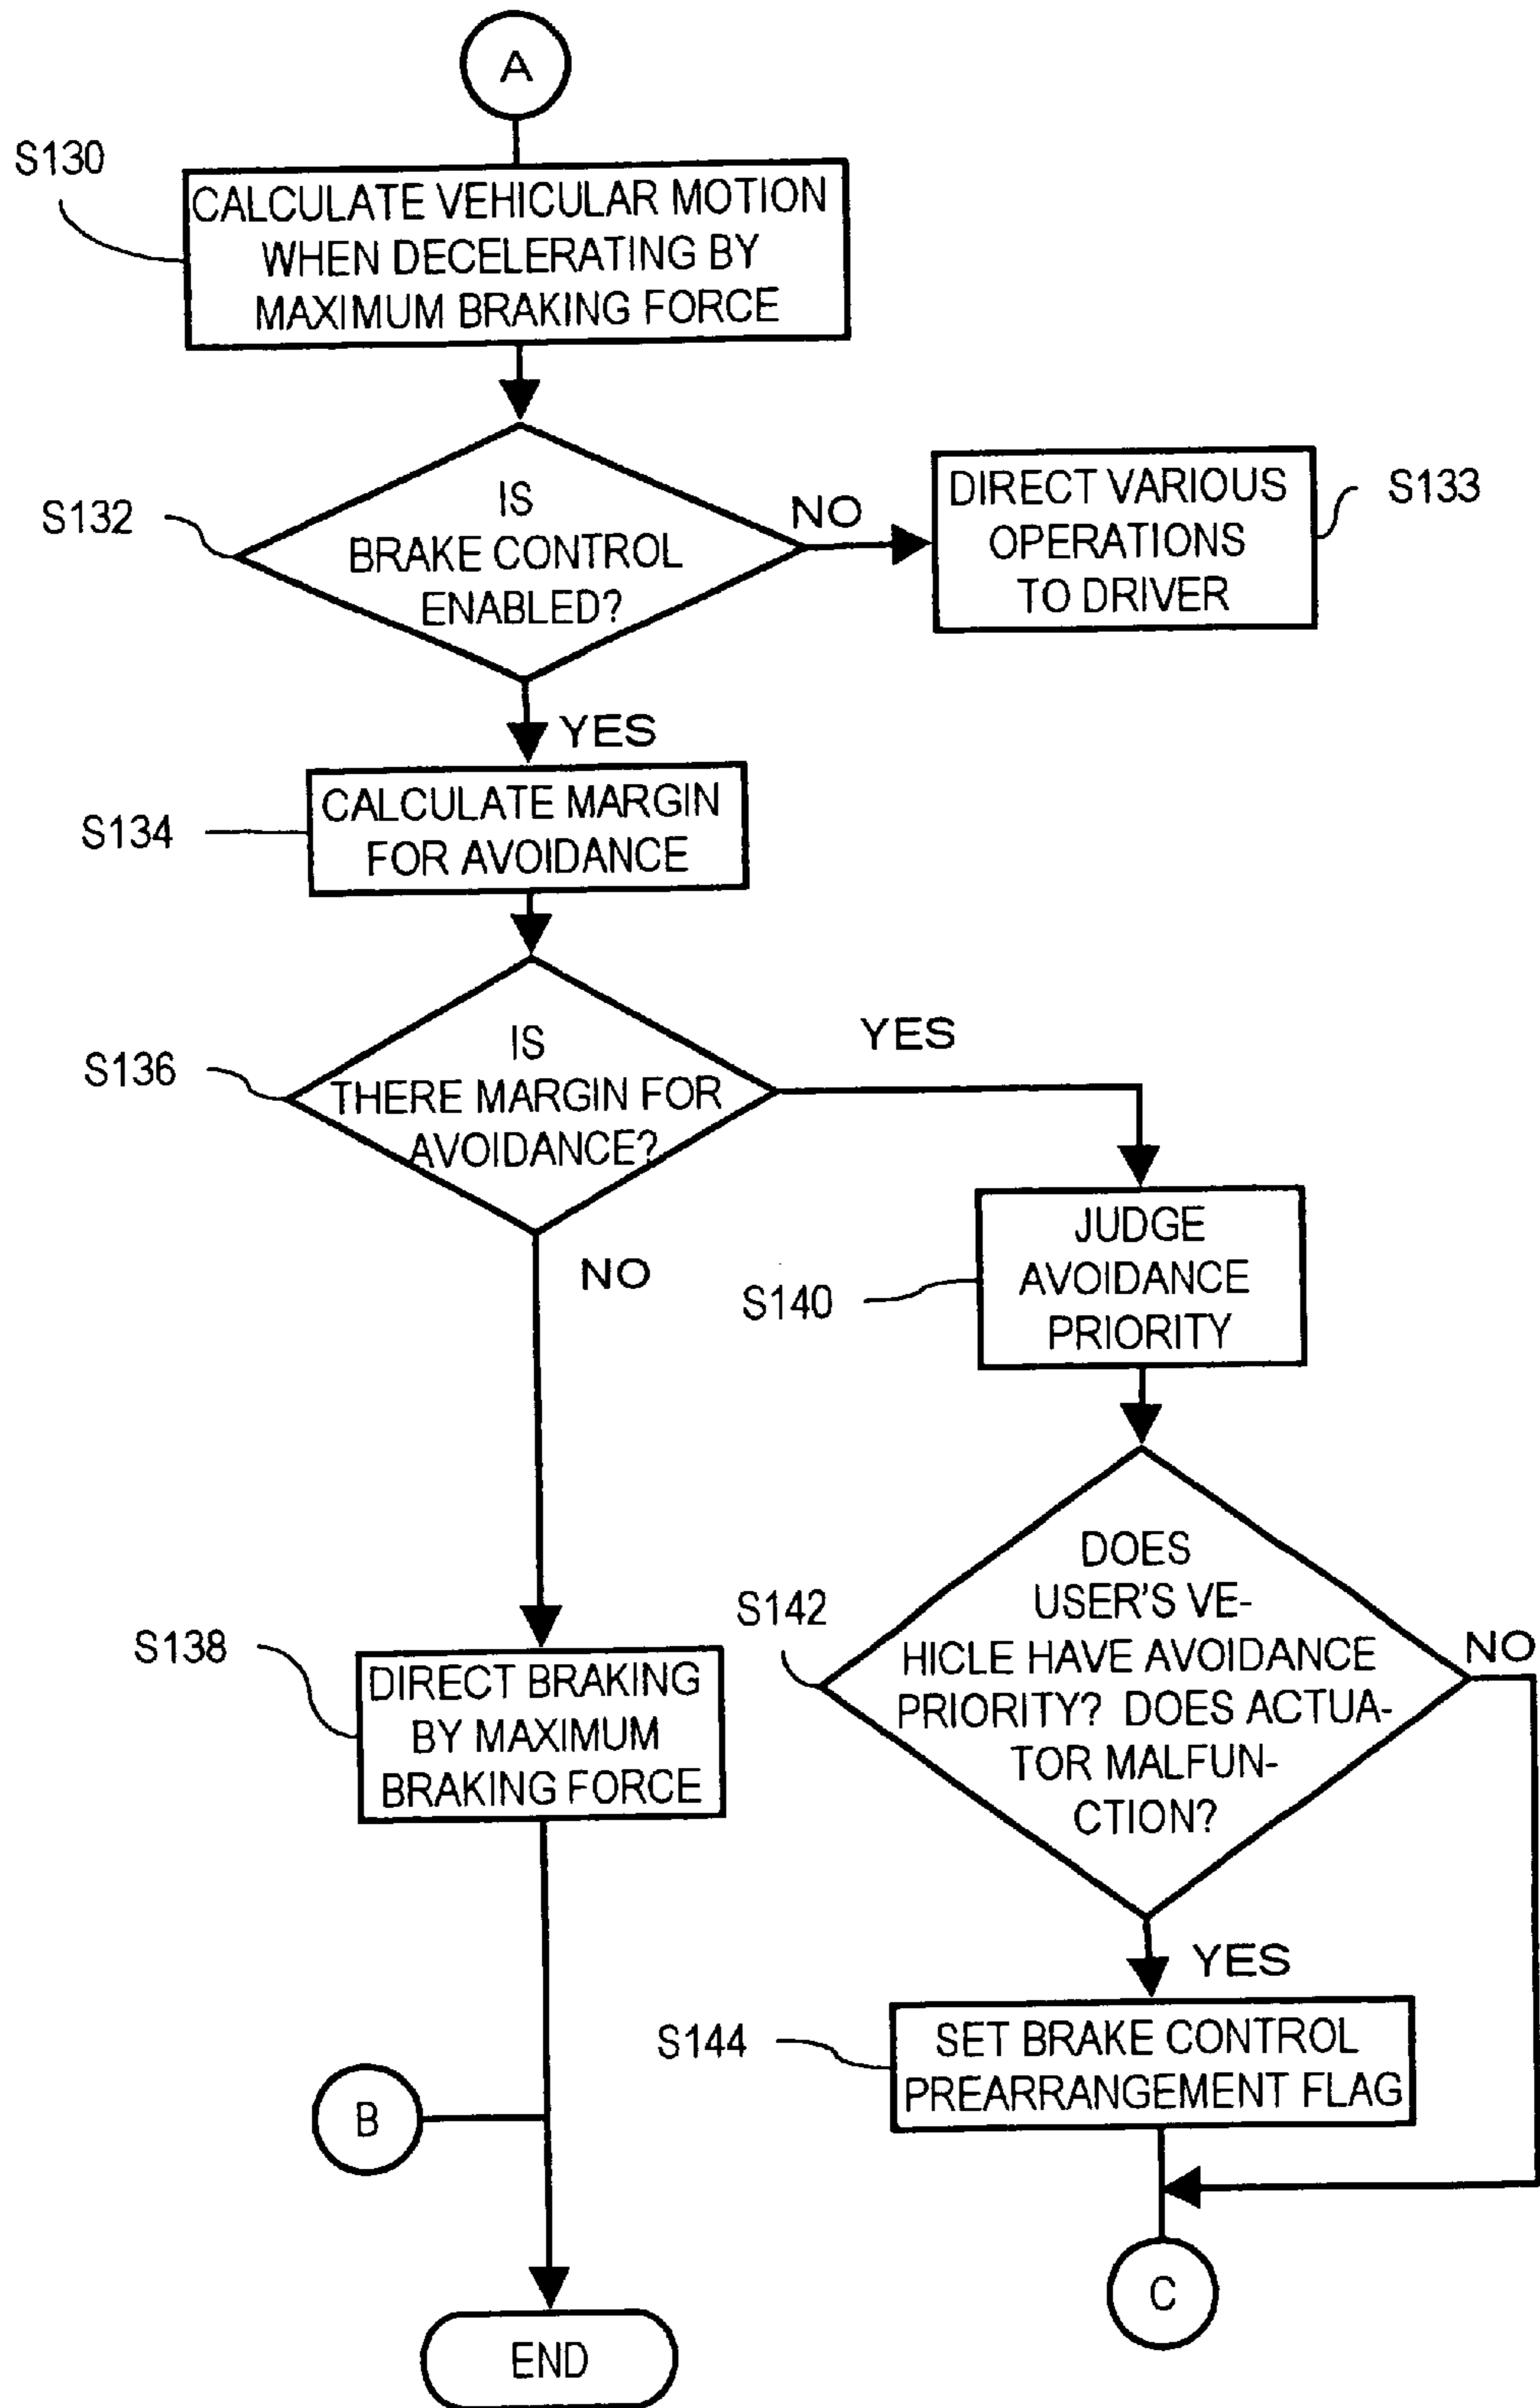 A
S130
CALCULATE VEHICULAR MOTION
WHEN DECELERATING BY
MAXIMUM BRAKING FORCE
S132
IS
BRAKE CONTROL
ENABLED?
NO
DIRECT VARIOUS
OPERATIONS
TO DRIVER
S133
YES
S134
CALCULATE MARGIN
FOR AVOIDANCE
S136
IS
THERE MARGIN FOR
AVOIDANCE?
YES
NO
S140
JUDGE
AVOIDANCE
PRIORITY
S142
DOES
USER'S VE-
HICLE HAVE AVOIDANCE
PRIORITY? DOES ACTUA-
TOR MALFUN-
CTION?
NO
S138
DIRECT BRAKING
BY MAXIMUM
BRAKING FORCE
YES
S144
SET BRAKE CONTROL
PREARRANGEMENT FLAG
B
C
END